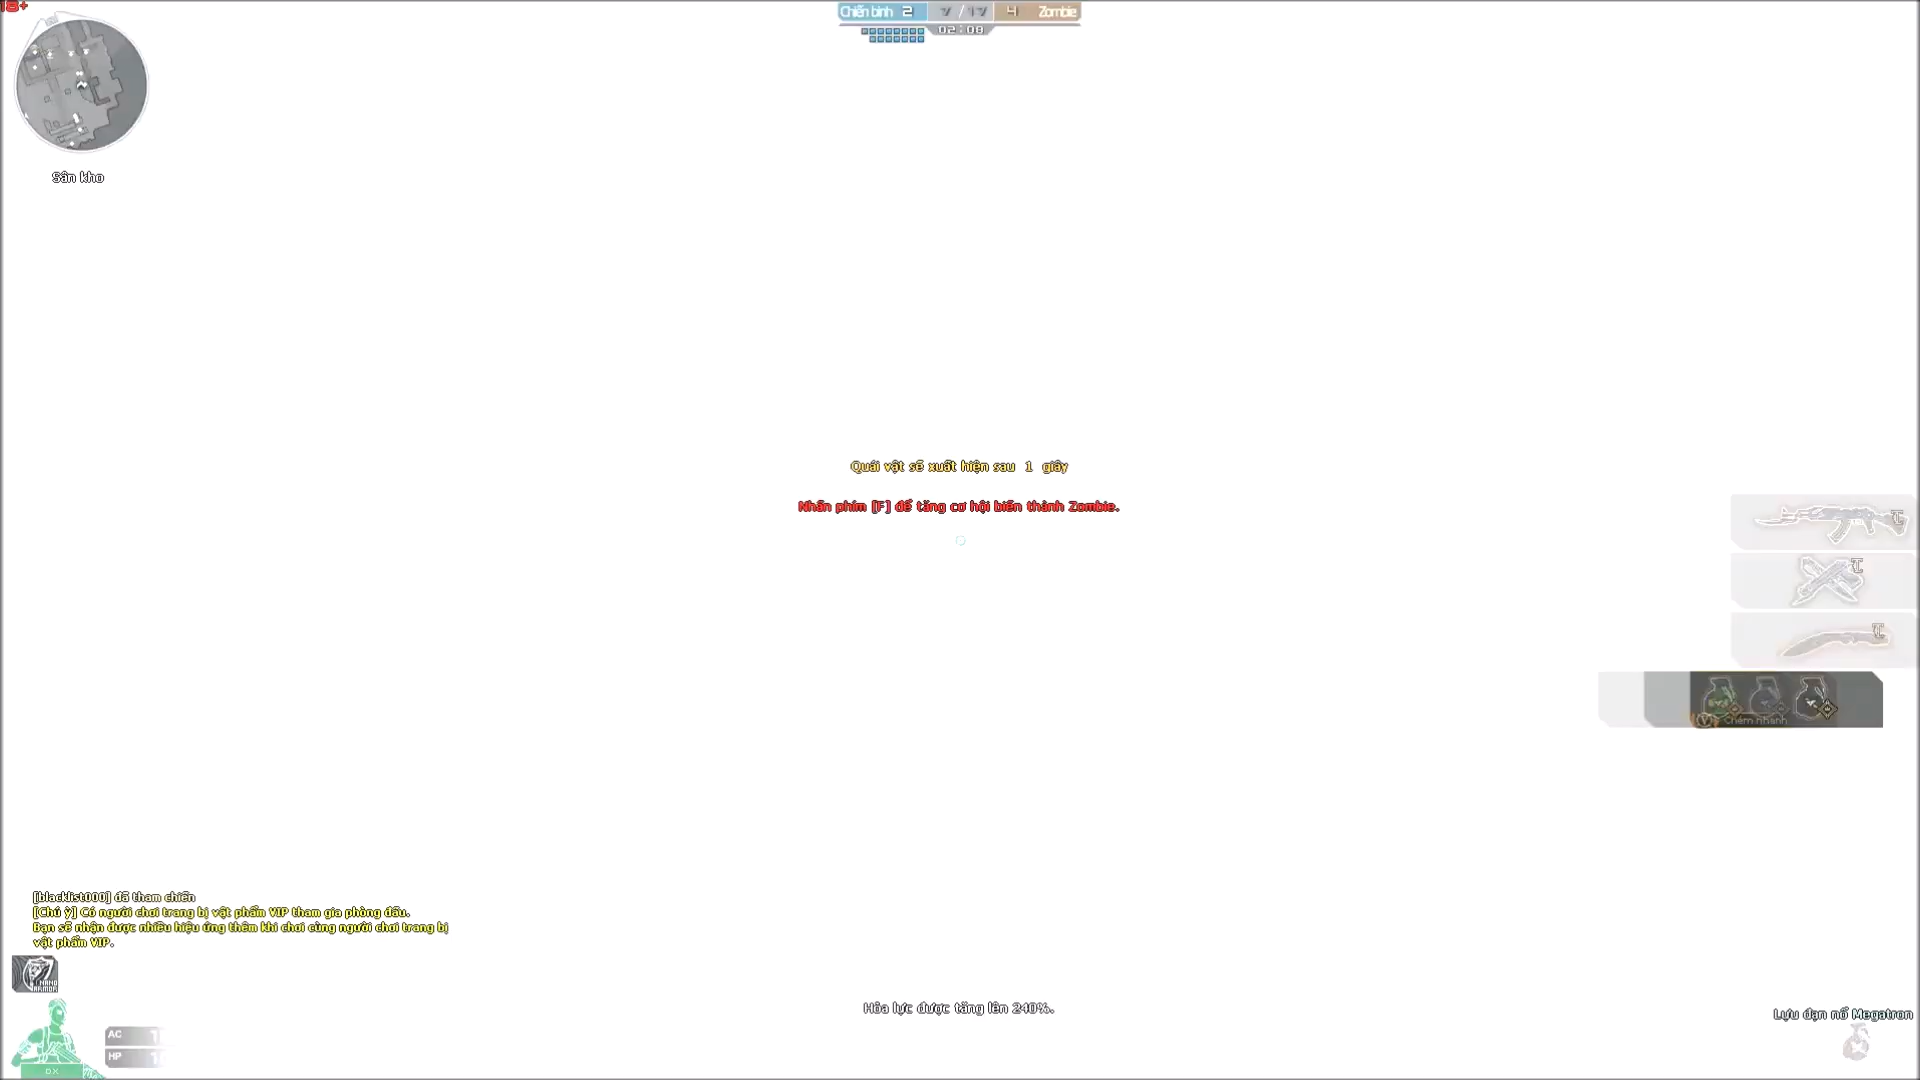 18+
Chiến binh 2 7 / 17 4 Zombie
02:08
Sân kho
Quái vật sẽ xuất hiện sau 1 giây
Nhấn phím [F] để tăng cơ hội biến thành Zombie.
(V) Chém nhanh
[blacklist000] đã tham chiến
[Chú ý] Có người chơi trang bị vật phẩm VIP tham gia phòng đấu.
Bạn sẽ nhận được nhiều hiệu ứng thêm khi chơi cùng người chơi trang bị
vật phẩm VIP.
NANO
ARMOR
AC
HP
Hỏa lực được tăng lên 240%.
Lựu đạn nổ Megatron